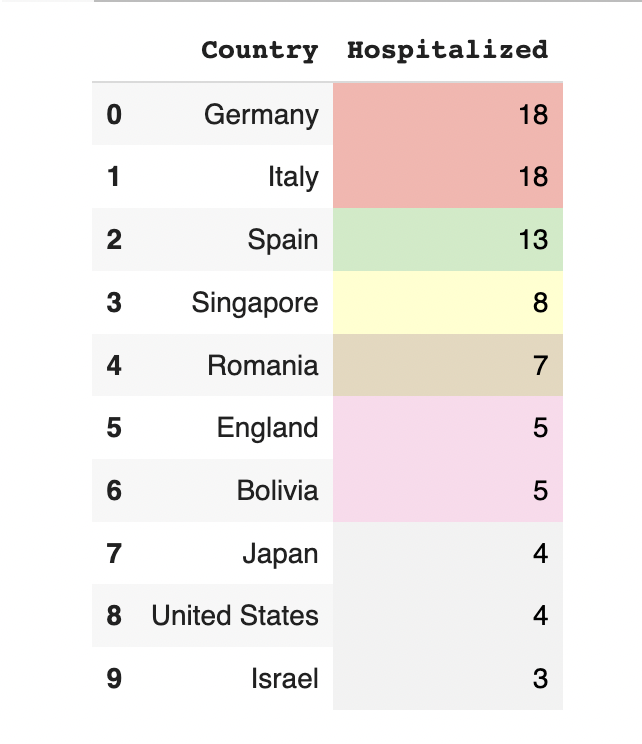 Country Hospitalized
0 Germany 18
1 Italy 18
2 Spain 13
3 Singapore 8
4 Romania 7
5 England 5
6 Bolivia 5
7 Japan 4
8 United States 4
9 Israel 3